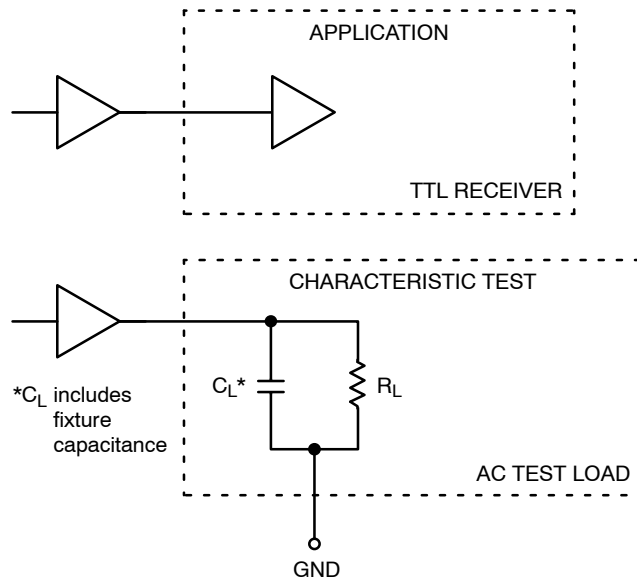 APPLICATION
TTL RECEIVER
CHARACTERISTIC TEST
*CL includes
fixture
capacitance
CL*
RL
AC TEST LOAD
GND